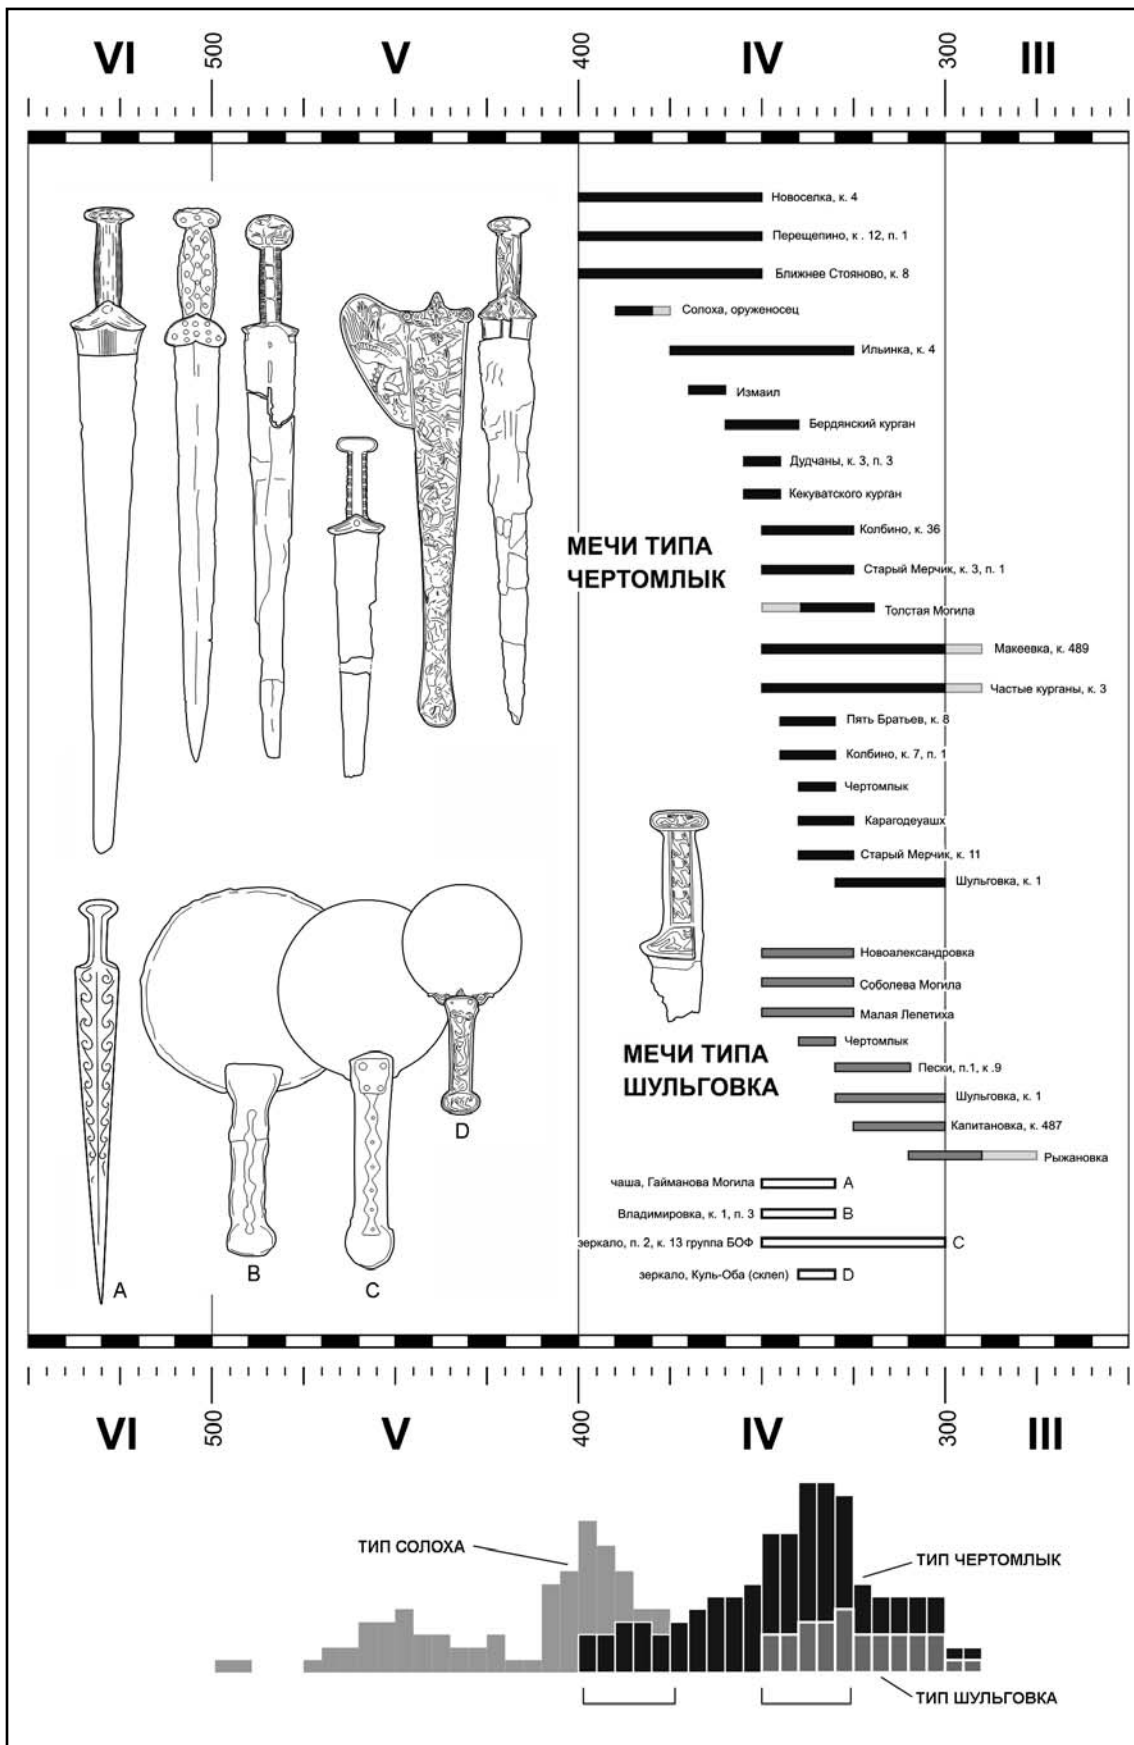 VI V IV III
500 400 300
Новоселка, к. 4
Перещепино, к . 12, п. 1
Ближнее Стояново, к. 8
Солоха, оруженосец
Ильинка, к. 4
Измаил
Бердянский курган
Дудчаны, к. 3, п. 3
Кекуватского курган
Колбино, к. 36
МЕЧИ ТИПА
ЧЕРТОМЛЫК
Старый Мерчик, к. 3, п. 1
Толстая Могила
Макеевка, к. 489
Частые курганы, к. 3
Пять Братьев, к. 8
Колбино, к. 7, п. 1
Чертомлык
Карагодеуашх
Старый Мерчик, к. 11
Шульговка, к. 1
Новоалександровка
Соболева Могила
Малая Лепетиха
Чертомлык
МЕЧИ ТИПА
ШУЛЬГОВКА
Пески, п.1, к .9
Шульговка, к. 1
Капитановка, к. 487
Рыжановка
чаша, Гайманова Могила A
Владимировка, к. 1, п. 3 B
зеркало, п. 2, к. 13 группа БОФ C
зеркало, Куль-Оба (склеп) D
A B C D
VI V IV III
500 400 300
ТИП СОЛОХА
ТИП ЧЕРТОМЛЫК
ТИП ШУЛЬГОВКА